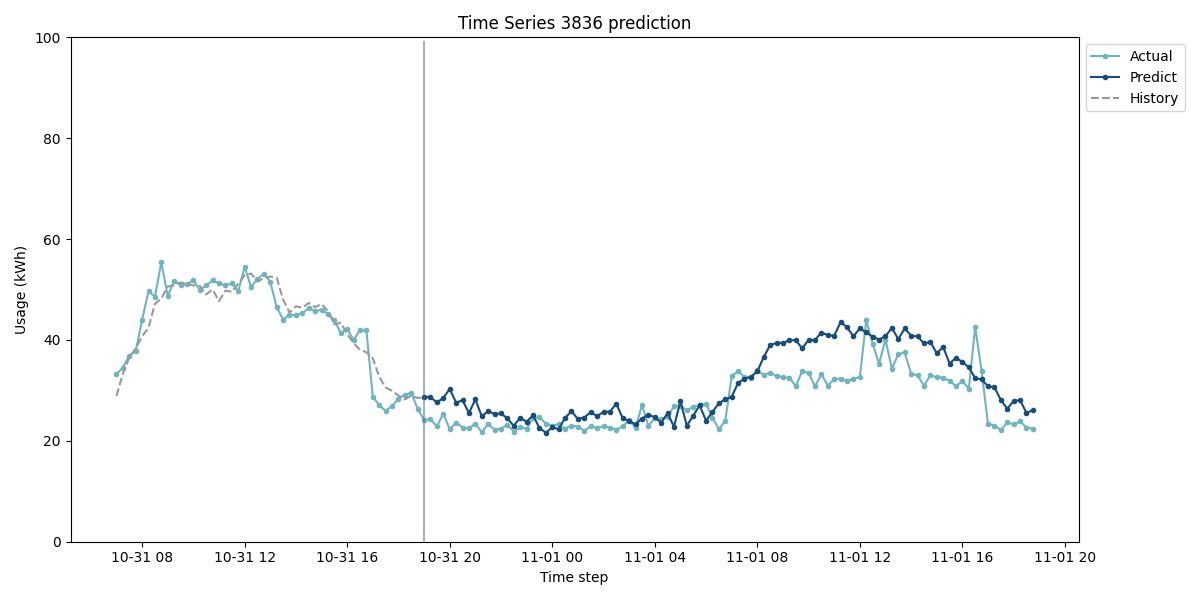 Time Series 3836 prediction
100
80
60
40
20
0
Usage (kWh)
10-31 08
10-31 12
10-31 16
10-31 20
11-01 00
11-01 04
11-01 08
11-01 12
11-01 16
11-01 20
Time step
Actual
Predict
History